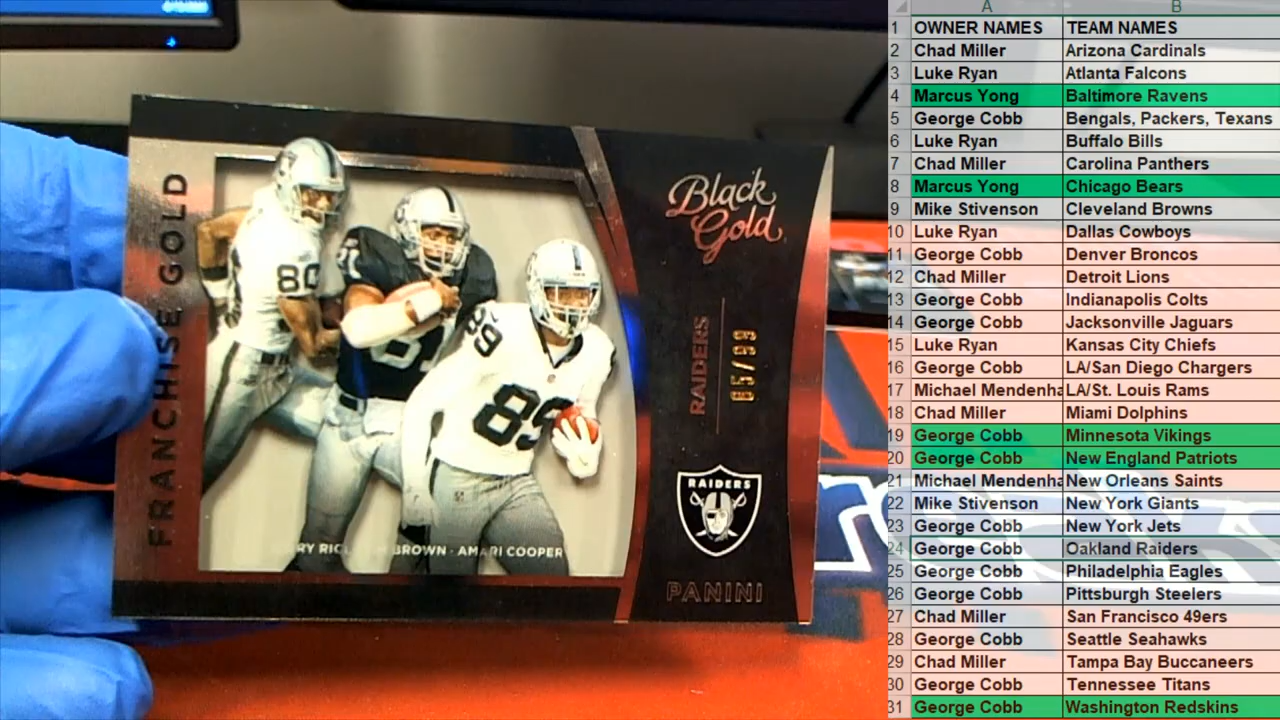 FRANCHISE GOLD
80
81
89
89
BROWN · AMARI COOPER
Black
Gold
RAIDERS
05/99
RAIDERS
PANINI
A B
1 OWNER NAMES TEAM NAMES
2 Chad Miller Arizona Cardinals
3 Luke Ryan Atlanta Falcons
4 Marcus Yong Baltimore Ravens
5 George Cobb Bengals, Packers, Texans
6 Luke Ryan Buffalo Bills
7 Chad Miller Carolina Panthers
8 Marcus Yong Chicago Bears
9 Mike Stivenson Cleveland Browns
10 Luke Ryan Dallas Cowboys
11 George Cobb Denver Broncos
12 Chad Miller Detroit Lions
13 George Cobb Indianapolis Colts
14 George Cobb Jacksonville Jaguars
15 Luke Ryan Kansas City Chiefs
16 George Cobb LA/San Diego Chargers
17 Michael Mendenha LA/St. Louis Rams
18 Chad Miller Miami Dolphins
19 George Cobb Minnesota Vikings
20 George Cobb New England Patriots
21 Michael Mendenha New Orleans Saints
22 Mike Stivenson New York Giants
23 George Cobb New York Jets
24 George Cobb Oakland Raiders
25 George Cobb Philadelphia Eagles
26 George Cobb Pittsburgh Steelers
27 Chad Miller San Francisco 49ers
28 George Cobb Seattle Seahawks
29 Chad Miller Tampa Bay Buccaneers
30 George Cobb Tennessee Titans
31 George Cobb Washington Redskins